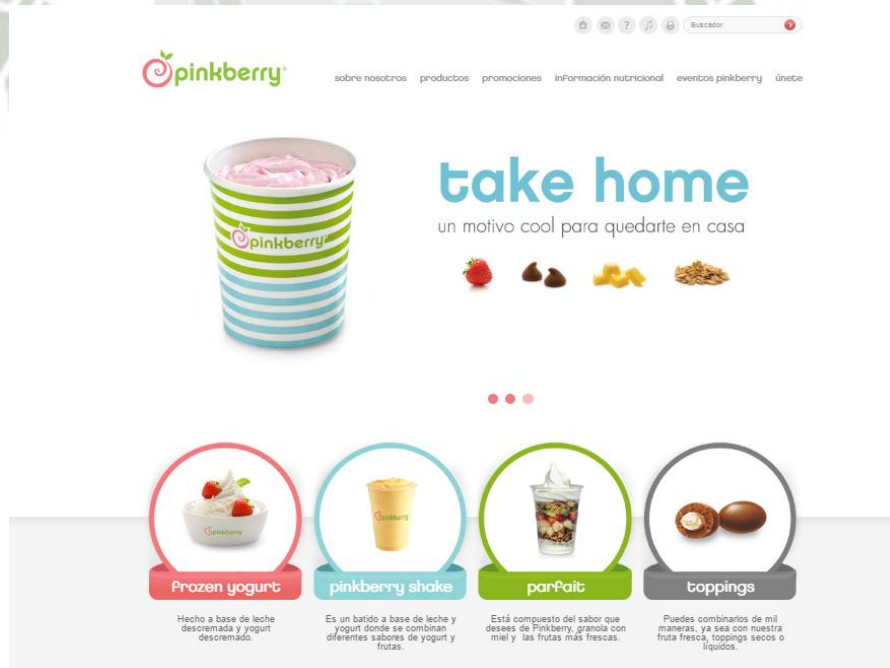 Buscador
pinkberry
sobre nosotros productos promociones información nutricional eventos pinkberry únete
take home
un motivo cool para quedarte en casa
pinkberry
pinkberry
pinkberry
frozen yogurt
pinkberry shake
parfait
toppings
Hecho a base de leche
descremada y yogurt
descremado.
Es un batido a base de leche y
yogurt donde se combinan
diferentes sabores de yogurt y
frutas.
Está compuesto del sabor que
desees de Pinkberry, granola con
miel y las frutas más frescas.
Puedes combinarlos de mil
maneras, ya sea con nuestra
fruta fresca, toppings secos o
líquidos.